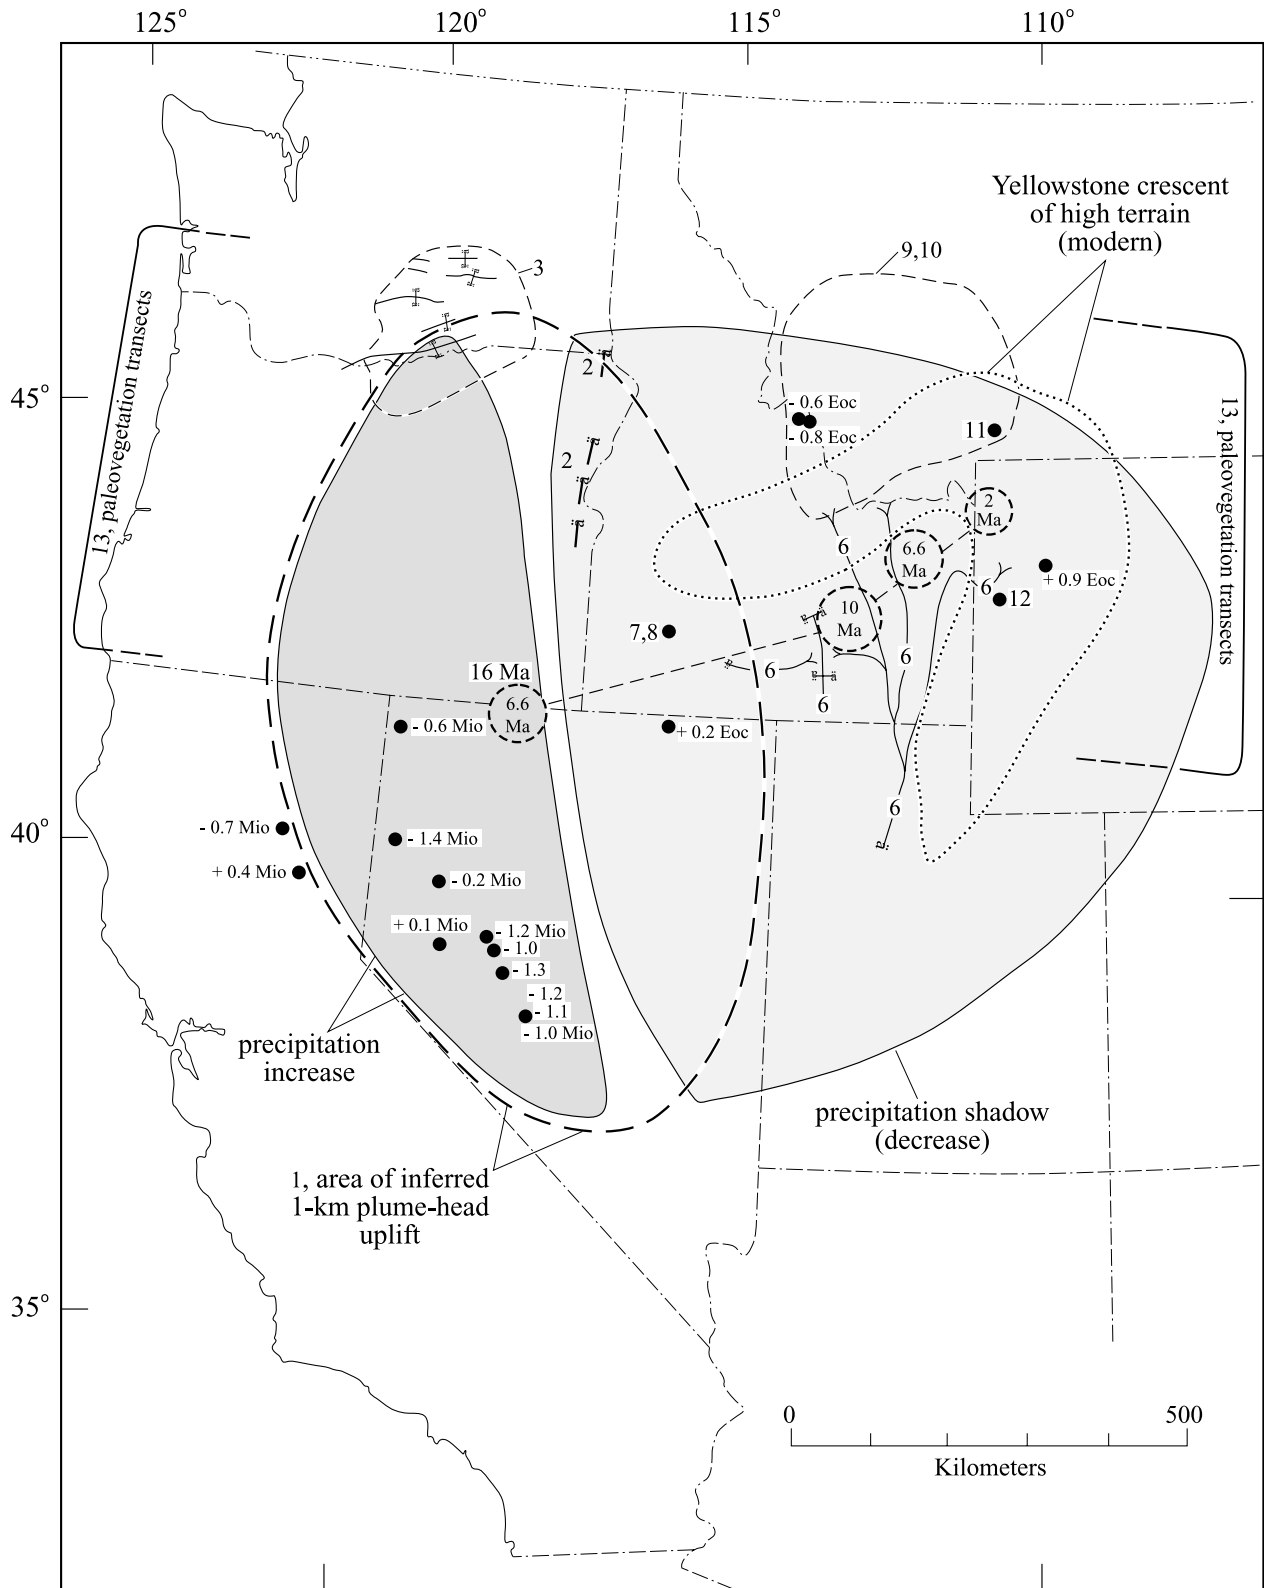 125° 120° 115° 110°
45°
40°
35°
Yellowstone crescent
of high terrain
(modern)
9,10
3
13, paleovegetation transects
13, paleovegetation transects
2
2
- 0.6 Eoc
- 0.8 Eoc
11
2
Ma
6.6
Ma
10
Ma
+ 0.9 Eoc
12
6
6
6
6
6
6
7,8
16 Ma
6.6
Ma
- 0.6 Mio
+ 0.2 Eoc
- 0.7 Mio
- 1.4 Mio
+ 0.4 Mio
- 0.2 Mio
+ 0.1 Mio
- 1.2 Mio
- 1.0
- 1.3
- 1.2
- 1.1
- 1.0 Mio
precipitation
increase
precipitation shadow
(decrease)
1, area of inferred
1-km plume-head
uplift
0 500
Kilometers